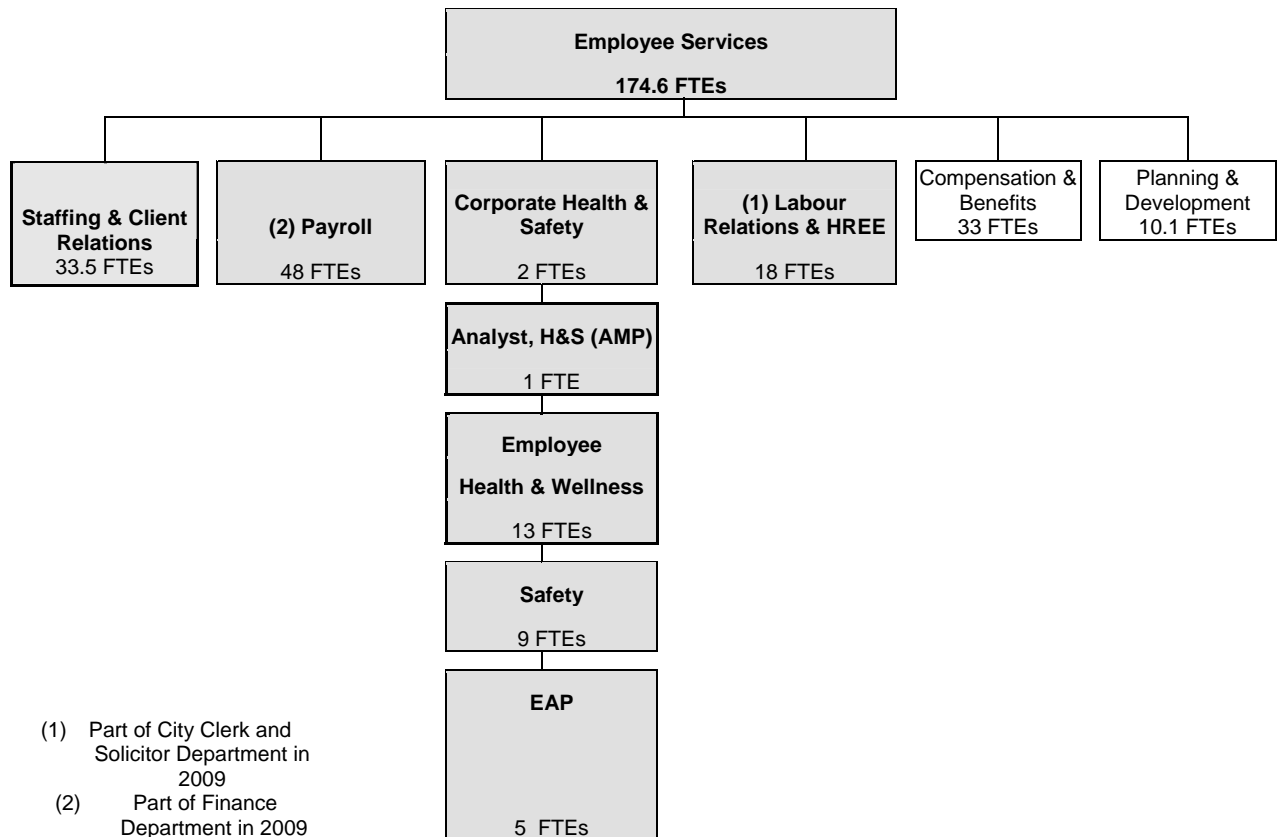 Employee Services
174.6 FTEs
Staffing & Client
Relations
33.5 FTEs
(2) Payroll
48 FTEs
Corporate Health &
Safety
2 FTEs
(1) Labour
Relations & HREE
18 FTEs
Compensation &
Benefits
33 FTEs
Planning &
Development
10.1 FTEs
Analyst, H&S (AMP)
1 FTE
Employee
Health & Wellness
13 FTEs
Safety
9 FTEs
EAP
5 FTEs
(1) Part of City Clerk and
Solicitor Department in
2009
(2) Part of Finance
Department in 2009